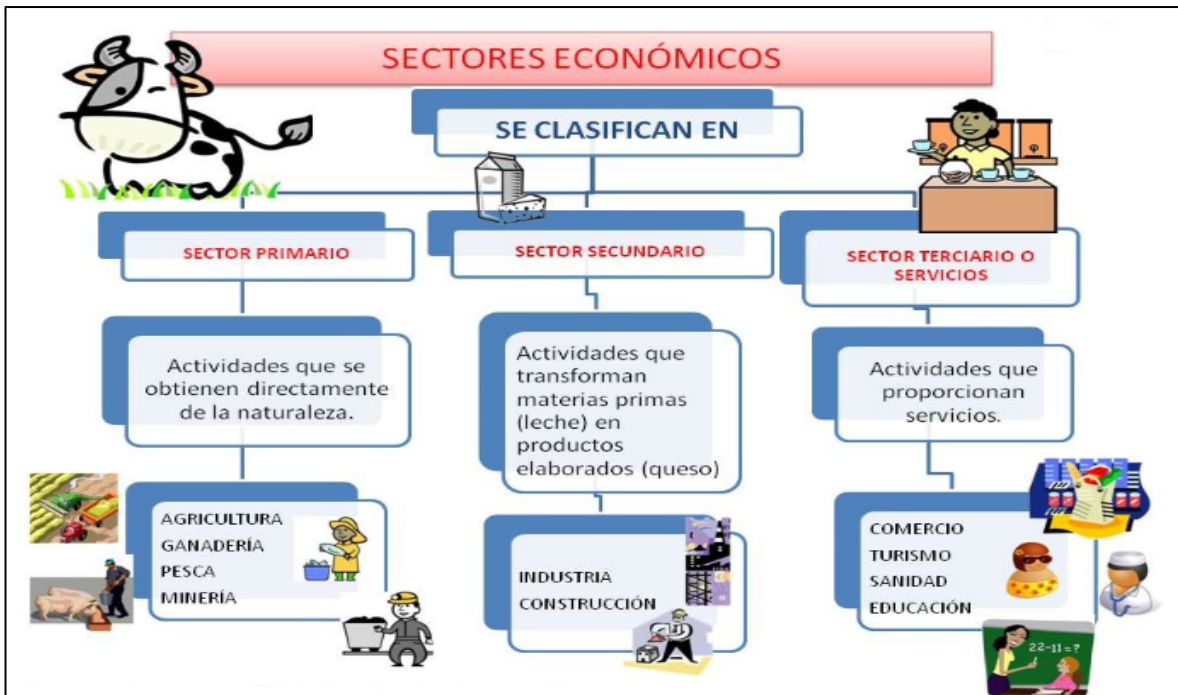 SECTORES ECONÓMICOS
SE CLASIFICAN EN
SECTOR PRIMARIO
Actividades que se
obtienen directamente
de la naturaleza.
AGRICULTURA
GANADERÍA
PESCA
MINERÍA
SECTOR SECUNDARIO
Actividades que
transforman
materias primas
(leche) en
productos
elaborados (queso)
INDUSTRIA
CONSTRUCCIÓN
SECTOR TERCIARIO O
SERVICIOS
Actividades que
proporcionan
servicios.
COMERCIO
TURISMO
SANIDAD
EDUCACIÓN
22-11=?